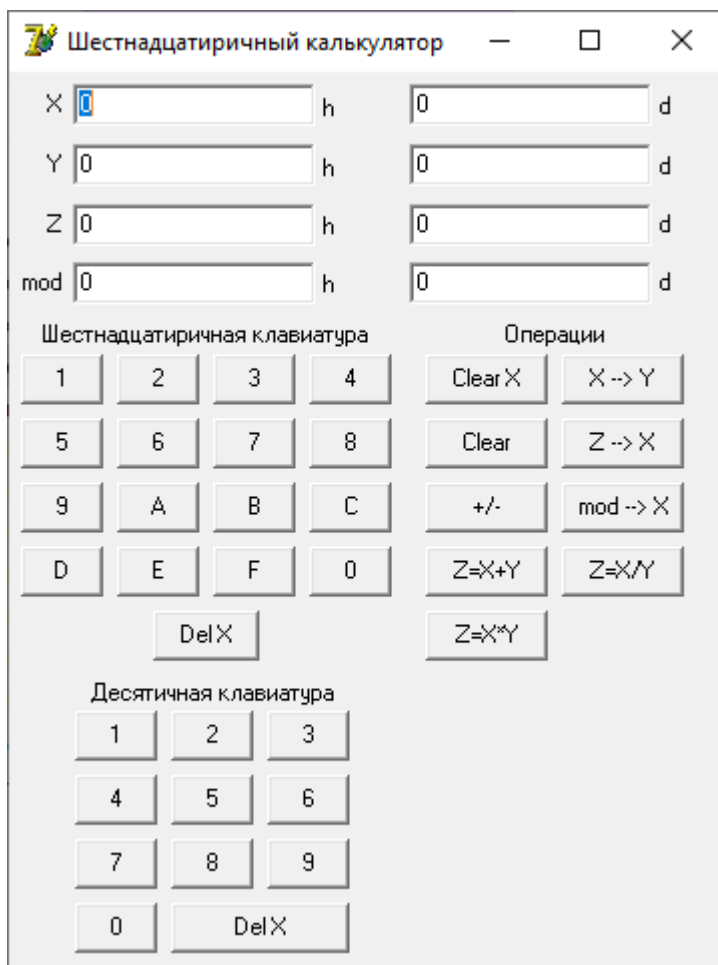 Шестнадцатиричный калькулятор
X 0 h 0 d
Y 0 h 0 d
Z 0 h 0 d
mod 0 h 0 d
Шестнадцатиричная клавиатура Операции
1 2 3 4 Clear X X --> Y
5 6 7 8 Clear Z --> X
9 A B C +/- mod --> X
D E F 0 Z=X+Y Z=X/Y
Del X Z=X*Y
Десятичная клавиатура
1 2 3
4 5 6
7 8 9
0 Del X